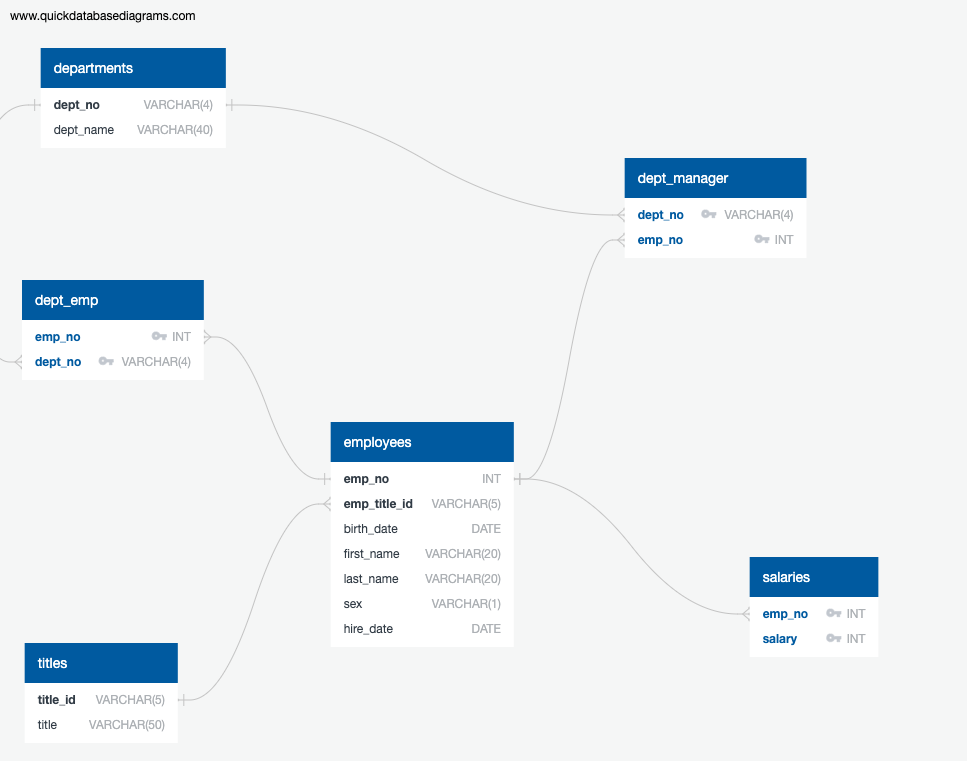 www.quickdatabasediagrams.com
departments
dept_no VARCHAR(4)
dept_name VARCHAR(40)
dept_manager
dept_no VARCHAR(4)
emp_no INT
dept_emp
emp_no INT
dept_no VARCHAR(4)
employees
emp_no INT
emp_title_id VARCHAR(5)
birth_date DATE
first_name VARCHAR(20)
last_name VARCHAR(20)
sex VARCHAR(1)
hire_date DATE
salaries
emp_no INT
salary INT
titles
title_id VARCHAR(5)
title VARCHAR(50)